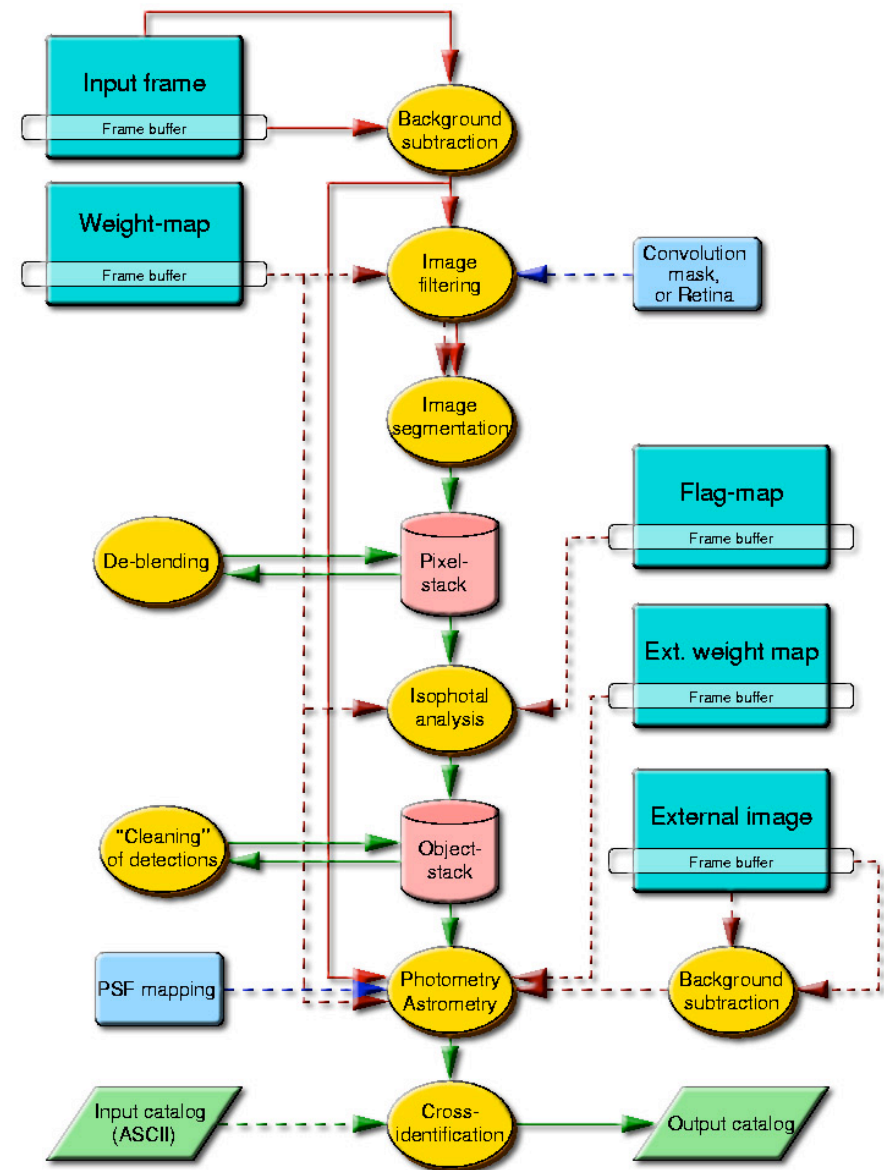 Input frame
Frame buffer
Background
subtraction
Weight-map
Frame buffer
Image
filtering
Convolution
mask,
or Retina
Image
segmentation
Flag-map
Frame buffer
De-blending
Pixel-
stack
Ext. weight map
Frame buffer
Isophotal
analysis
External image
Frame buffer
"Cleaning"
of detections
Object-
stack
PSF mapping
Photometry
Astrometry
Background
subtraction
Input catalog
(ASCII)
Cross-
identification
Output catalog